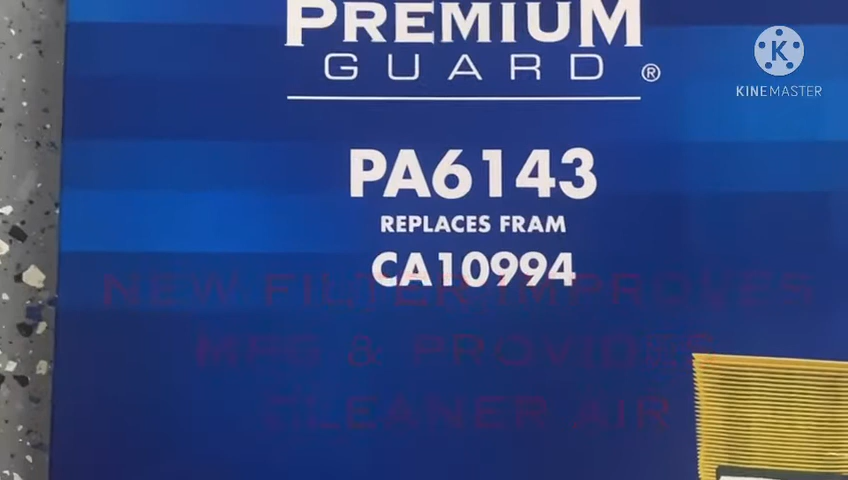 PREMIUM
GUARD®
KINEMASTER
PA6143
REPLACES FRAM
CA10994
NEW FILTER IMPROVES
MPG & PROVIDES
CLEANER AIR